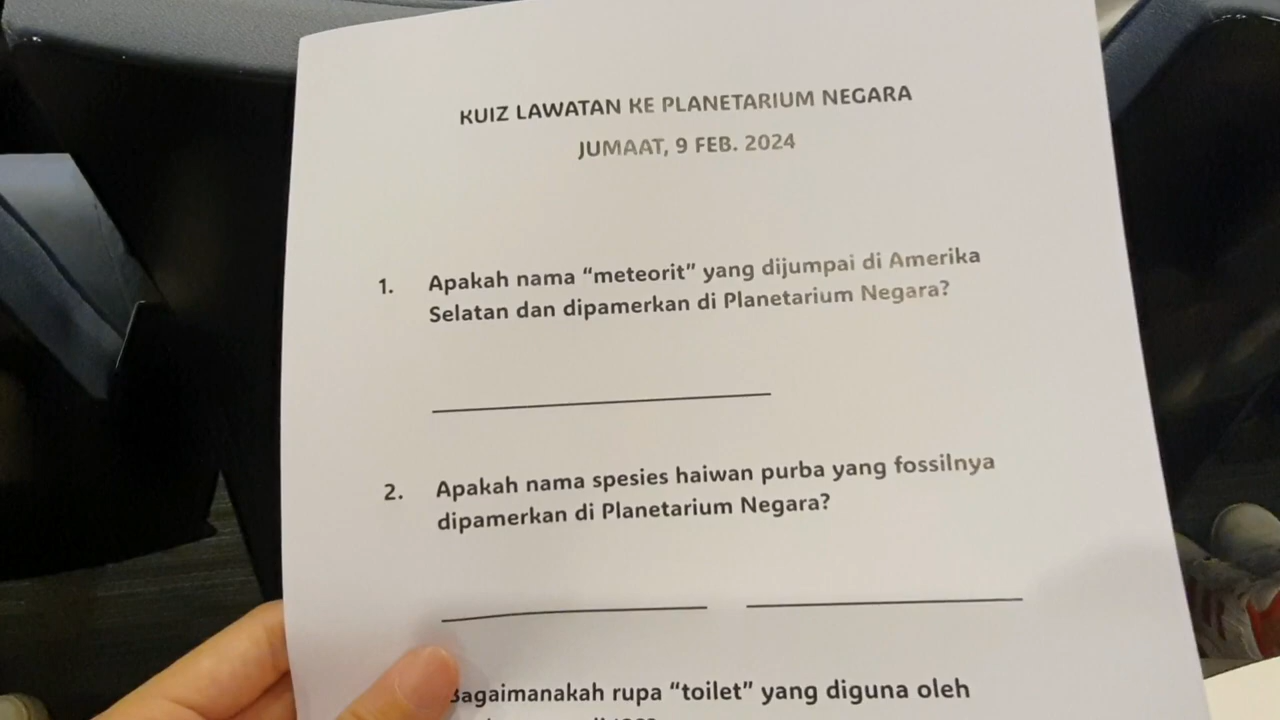 KUIZ LAWATAN KE PLANETARIUM NEGARA
JUMAAT, 9 FEB. 2024
1. Apakah nama “meteorit” yang dijumpai di Amerika
Selatan dan dipamerkan di Planetarium Negara?
2. Apakah nama spesies haiwan purba yang fossilnya
dipamerkan di Planetarium Negara?
Bagaimanakah rupa “toilet” yang diguna oleh